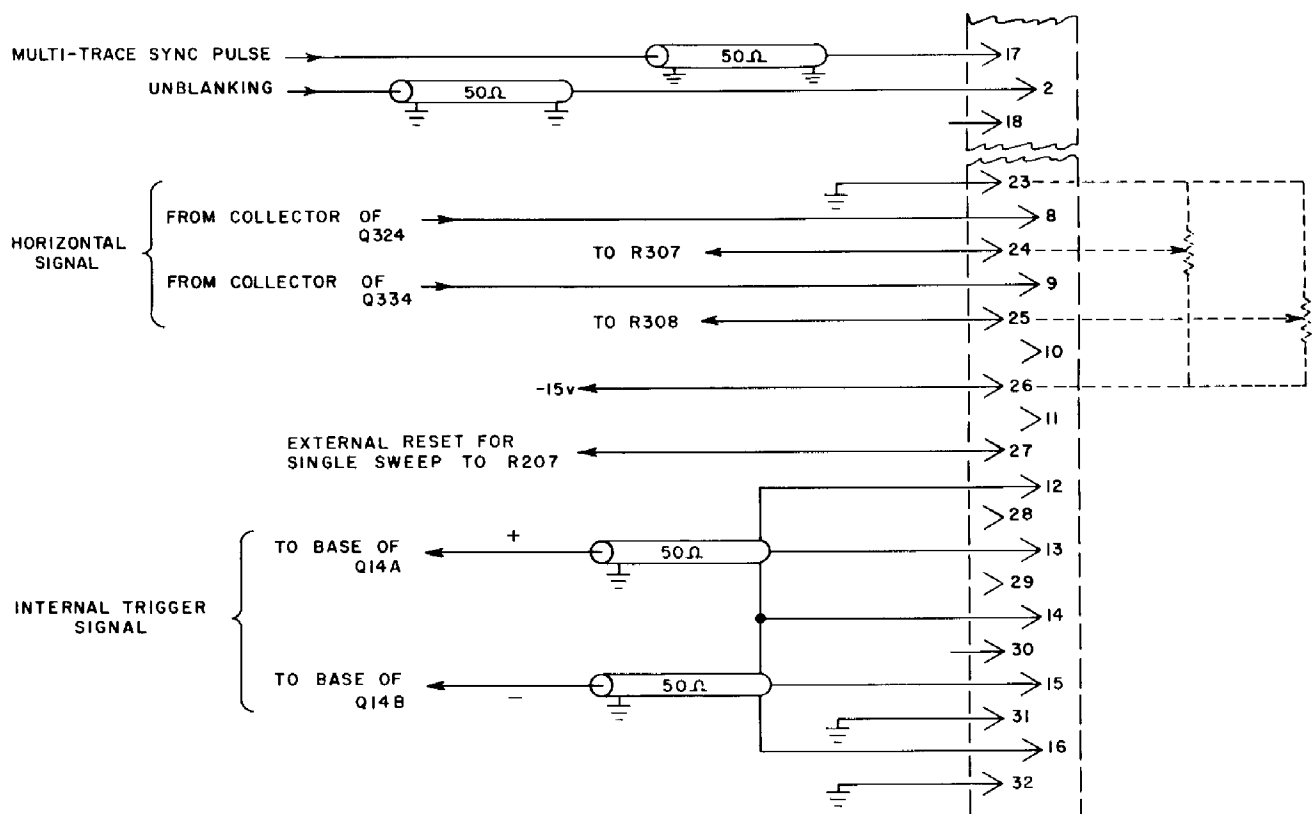 MULTI-TRACE SYNC PULSE
50Ω
17
UNBLANKING
50Ω
2
18
23
FROM COLLECTOR OF
Q324
8
HORIZONTAL
SIGNAL
TO R307
24
FROM COLLECTOR OF
Q334
9
TO R308
25
10
-15v
26
11
EXTERNAL RESET FOR
SINGLE SWEEP TO R207
27
12
28
TO BASE OF
Q14A
+
50Ω
13
29
INTERNAL TRIGGER
SIGNAL
14
30
TO BASE OF
Q14B
–
50Ω
15
31
16
32